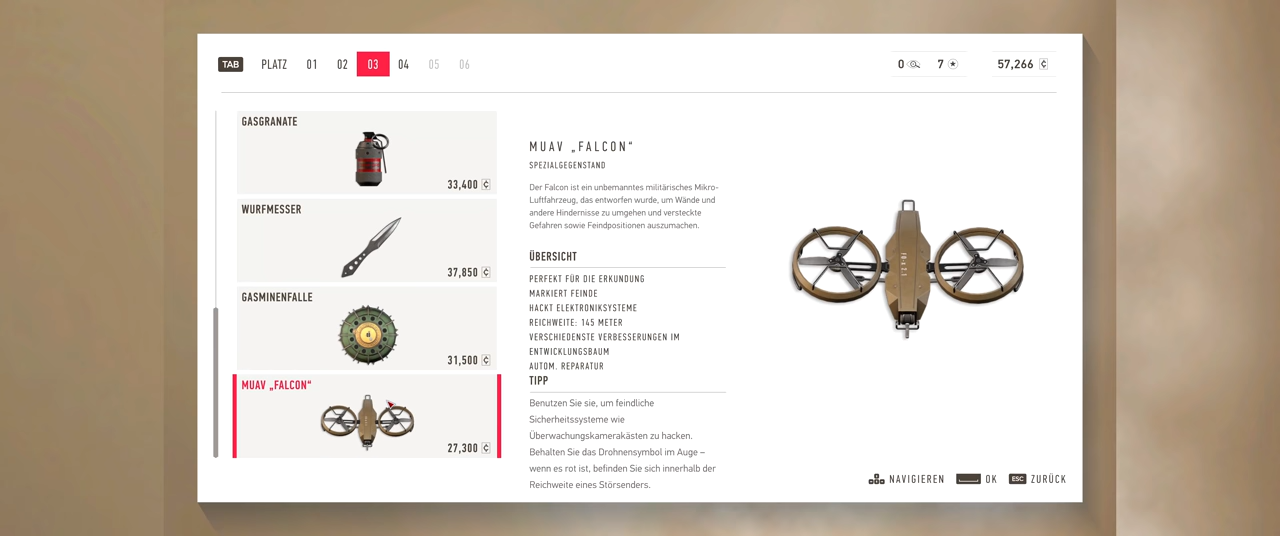 TAB PLATZ 01 02 03 04 05 06 0 7 57,266
GASGRANATE
33,400
WURFMESSER
37,850
GASMINENFALLE
31,500
MUAV „FALCON“
27,300
MUAV „FALCON“
SPEZIALGEGENSTAND
Der Falcon ist ein unbemanntes militärisches Mikro-
Luftfahrzeug, das entworfen wurde, um Wände und
andere Hindernisse zu umgehen und versteckte
Gefahren sowie Feindpositionen auszumachen.
ÜBERSICHT
PERFEKT FÜR DIE ERKUNDUNG
MARKIERT FEINDE
HACKT ELEKTRONIKSYSTEME
REICHWEITE: 145 METER
VERSCHIEDENSTE VERBESSERUNGEN IM
ENTWICKLUNGSBAUM
AUTOM. REPARATUR
TIPP
Benutzen Sie sie, um feindliche
Sicherheitssysteme wie
Überwachungskamerakästen zu hacken.
Behalten Sie das Drohnensymbol im Auge –
wenn es rot ist, befinden Sie sich innerhalb der
Reichweite eines Störsenders.
NAVIGIEREN OK ESC ZURÜCK